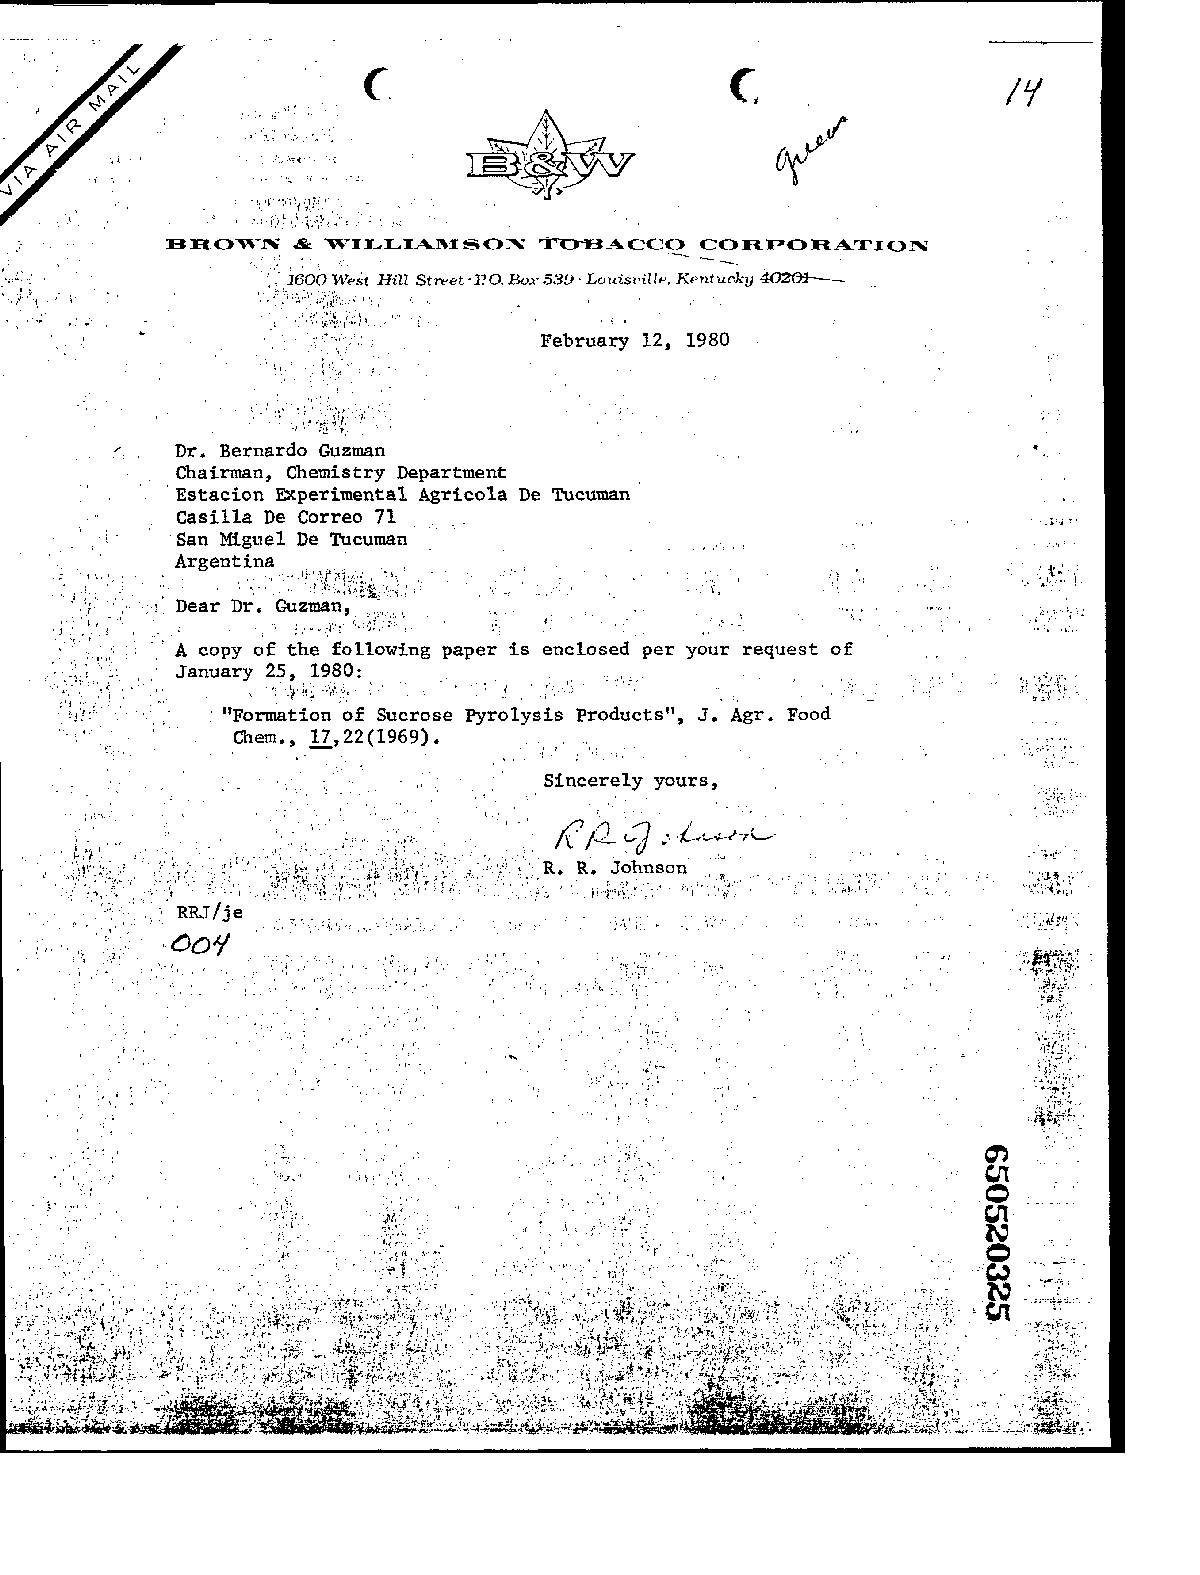 VIA AIR MAIL
14
green
B&W
BROWN & WILLIAMSON TOBACCO CORPORATION
1600 West Hill Street · P.O. Box 539 · Louisville, Kentucky 40201
February 12, 1980
Dr. Bernardo Guzman
Chairman, Chemistry Department
Estacion Experimental Agricola De Tucuman
Casilla De Correo 71
San Miguel De Tucuman
Argentina
Dear Dr. Guzman,
A copy of the following paper is enclosed per your request of
January 25, 1980:
"Formation of Sucrose Pyrolysis Products", J. Agr. Food
Chem., 17,22(1969).
Sincerely yours,
R R Johnson
R. R. Johnson
RRJ/je
004
650520325